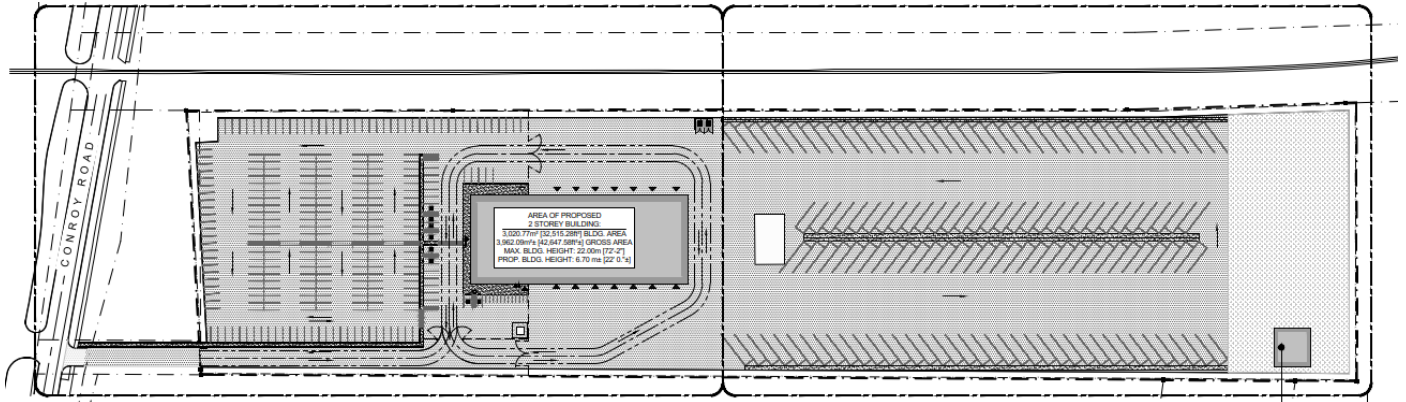 CONROY ROAD
AREA OF PROPOSED
2 STOREY BUILDING:
3,020.77m² [32,515.28ft²] BLDG. AREA
3,962.09m²± [42,647.58ft²±] GROSS AREA
MAX. BLDG. HEIGHT: 22.00m [72'-2"]
PROP. BLDG. HEIGHT: 6.70 m± [22' 0."±]